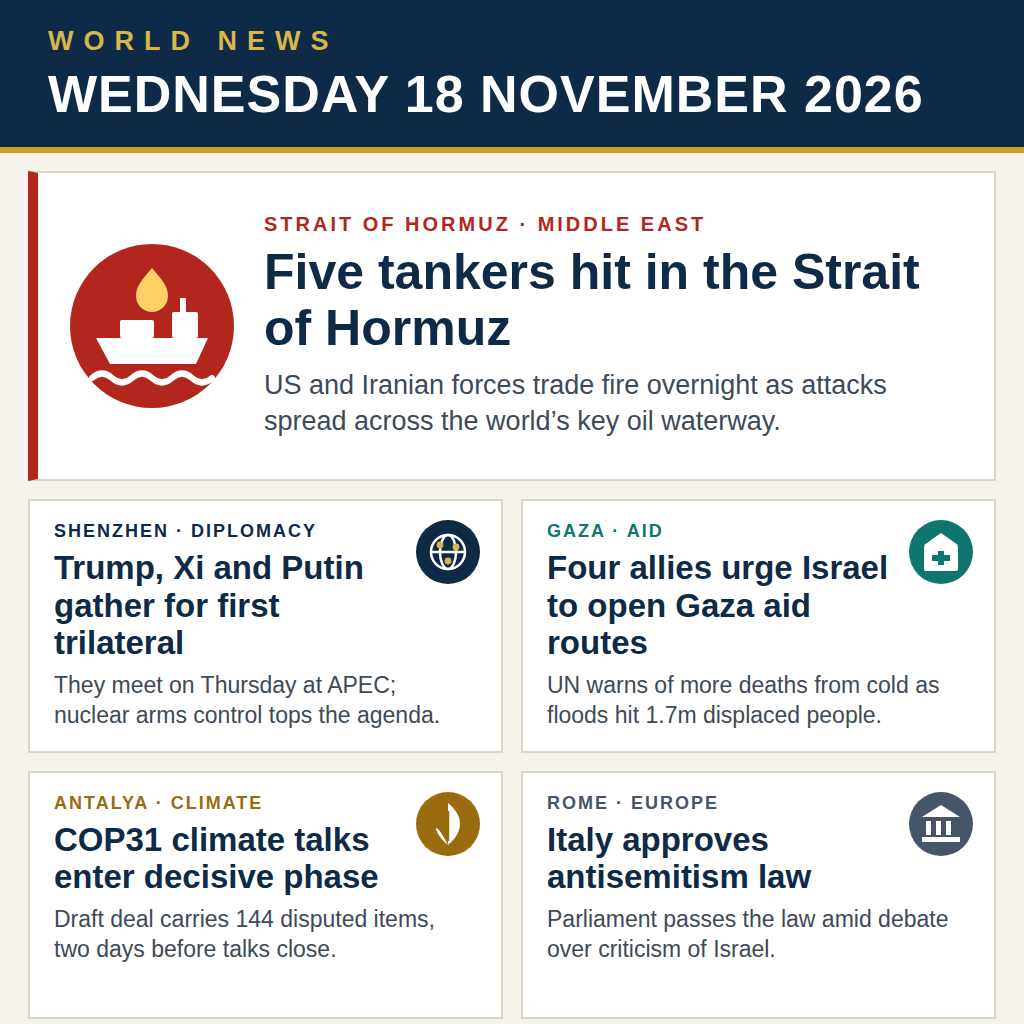 WORLD NEWS
WEDNESDAY 18 NOVEMBER 2026
STRAIT OF HORMUZ · MIDDLE EAST
Five tankers hit in the Strait
of Hormuz
US and Iranian forces trade fire overnight as attacks
spread across the world’s key oil waterway.
SHENZHEN · DIPLOMACY
Trump, Xi and Putin
gather for first
trilateral
They meet on Thursday at APEC;
nuclear arms control tops the agenda.
GAZA · AID
Four allies urge Israel
to open Gaza aid
routes
UN warns of more deaths from cold as
floods hit 1.7m displaced people.
ANTALYA · CLIMATE
COP31 climate talks
enter decisive phase
Draft deal carries 144 disputed items,
two days before talks close.
ROME · EUROPE
Italy approves
antisemitism law
Parliament passes the law amid debate
over criticism of Israel.